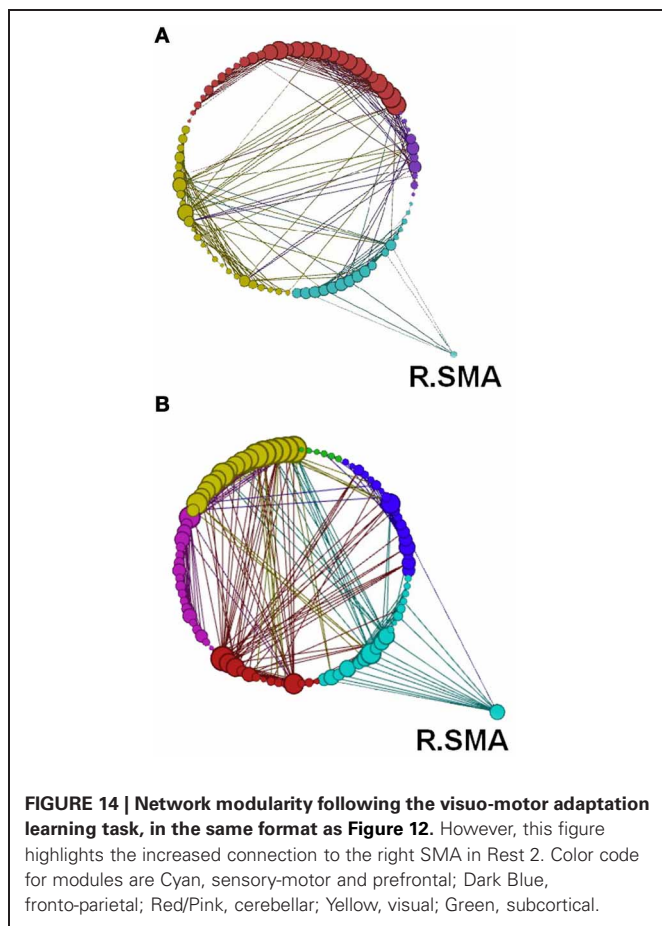 A
R.SMA
B
R.SMA
FIGURE 14 | Network modularity following the visuo-motor adaptation
learning task, in the same format as Figure 12. However, this figure
highlights the increased connection to the right SMA in Rest 2. Color code
for modules are Cyan, sensory-motor and prefrontal; Dark Blue,
fronto-parietal; Red/Pink, cerebellar; Yellow, visual; Green, subcortical.